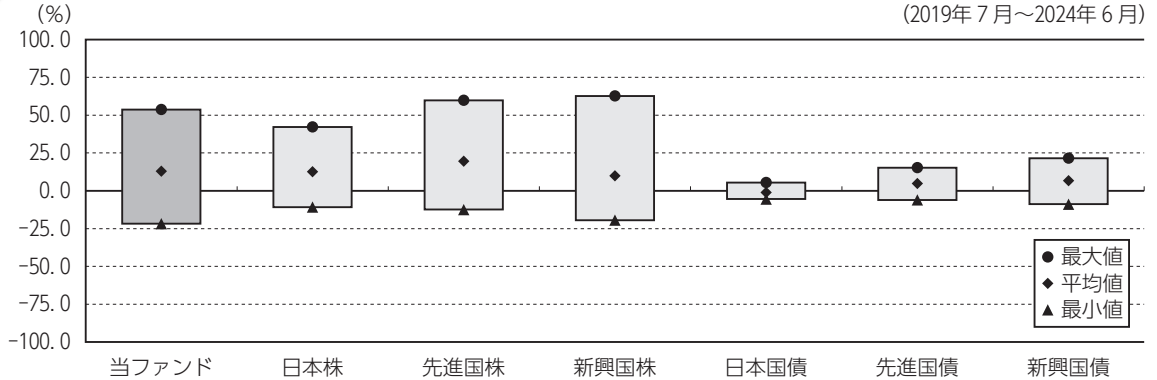 (%)
(2019年7月～2024年6月)
100.0
75.0
50.0
25.0
0.0
-25.0
-50.0
-75.0
-100.0
最大値
平均値
最小値
当ファンド 日本株 先進国株 新興国株 日本国債 先進国債 新興国債